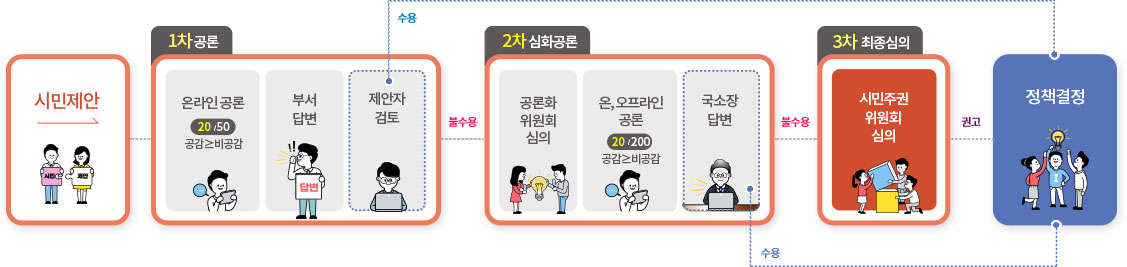 수용
1차 공론
2차 심화공론
3차 최종심의
시민제안
온라인 공론
20 /50
공감≥비공감
부서
답변
답변
제안자
검토
불수용
공론화
위원회
심의
온, 오프라인
공론
20 /200
공감≥비공감
국소장
답변
불수용
시민주권
위원회
심의
권고
정책결정
시민
제안
수용